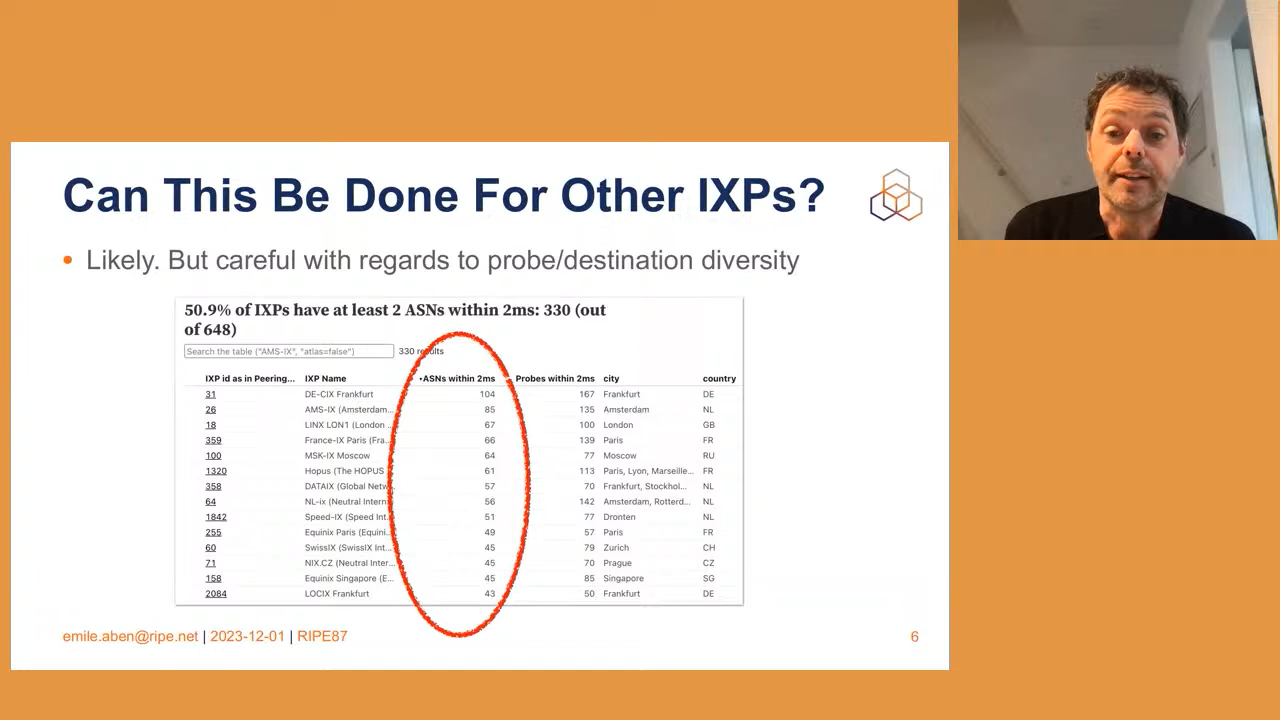 Can This Be Done For Other IXPs?
• Likely. But careful with regards to probe/destination diversity
50.9% of IXPs have at least 2 ASNs within 2ms: 330 (out
of 648)
Search the table ("AMS-IX", "atlas=false") 330 results
IXP id as in Peering... IXP Name ASNs within 2ms Probes within 2ms city country
31 DE-CIX Frankfurt 104 167 Frankfurt DE
26 AMS-IX (Amsterdam... 85 135 Amsterdam NL
18 LINX LON1 (London 67 100 London GB
359 France-IX Paris (Fra... 66 139 Paris FR
100 MSK-IX Moscow 64 77 Moscow RU
1320 Hopus (The HOPUS 61 113 Paris, Lyon, Marseille... FR
358 DATAIX (Global Netw... 57 70 Frankfurt, Stockhol... NL
64 NL-ix (Neutral Intern... 56 142 Amsterdam, Rotterd... NL
1842 Speed-IX (Speed Int... 51 77 Dronten NL
255 Equinix Paris (Equini... 49 57 Paris FR
60 SwissIX (SwissIX Int... 45 79 Zurich CH
71 NIX.CZ (Neutral Inter... 45 70 Prague CZ
158 Equinix Singapore (E... 45 85 Singapore SG
2084 LOCIX Frankfurt 43 50 Frankfurt DE
emile.aben@ripe.net | 2023-12-01 | RIPE87 6